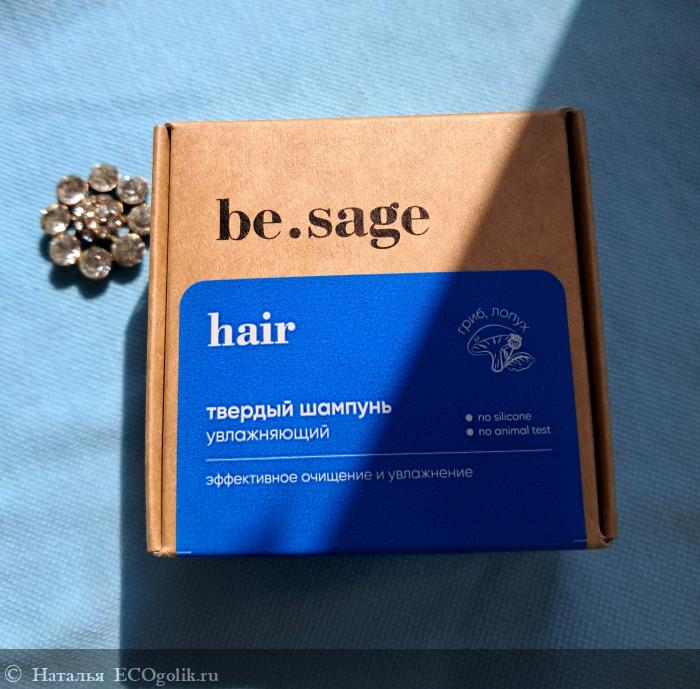 be.sage
hair
гриб, лопух
твердый шампунь
увлажняющий
no silicone
no animal test
эффективное очищение и увлажнение
© Наталья ECOgolik.ru